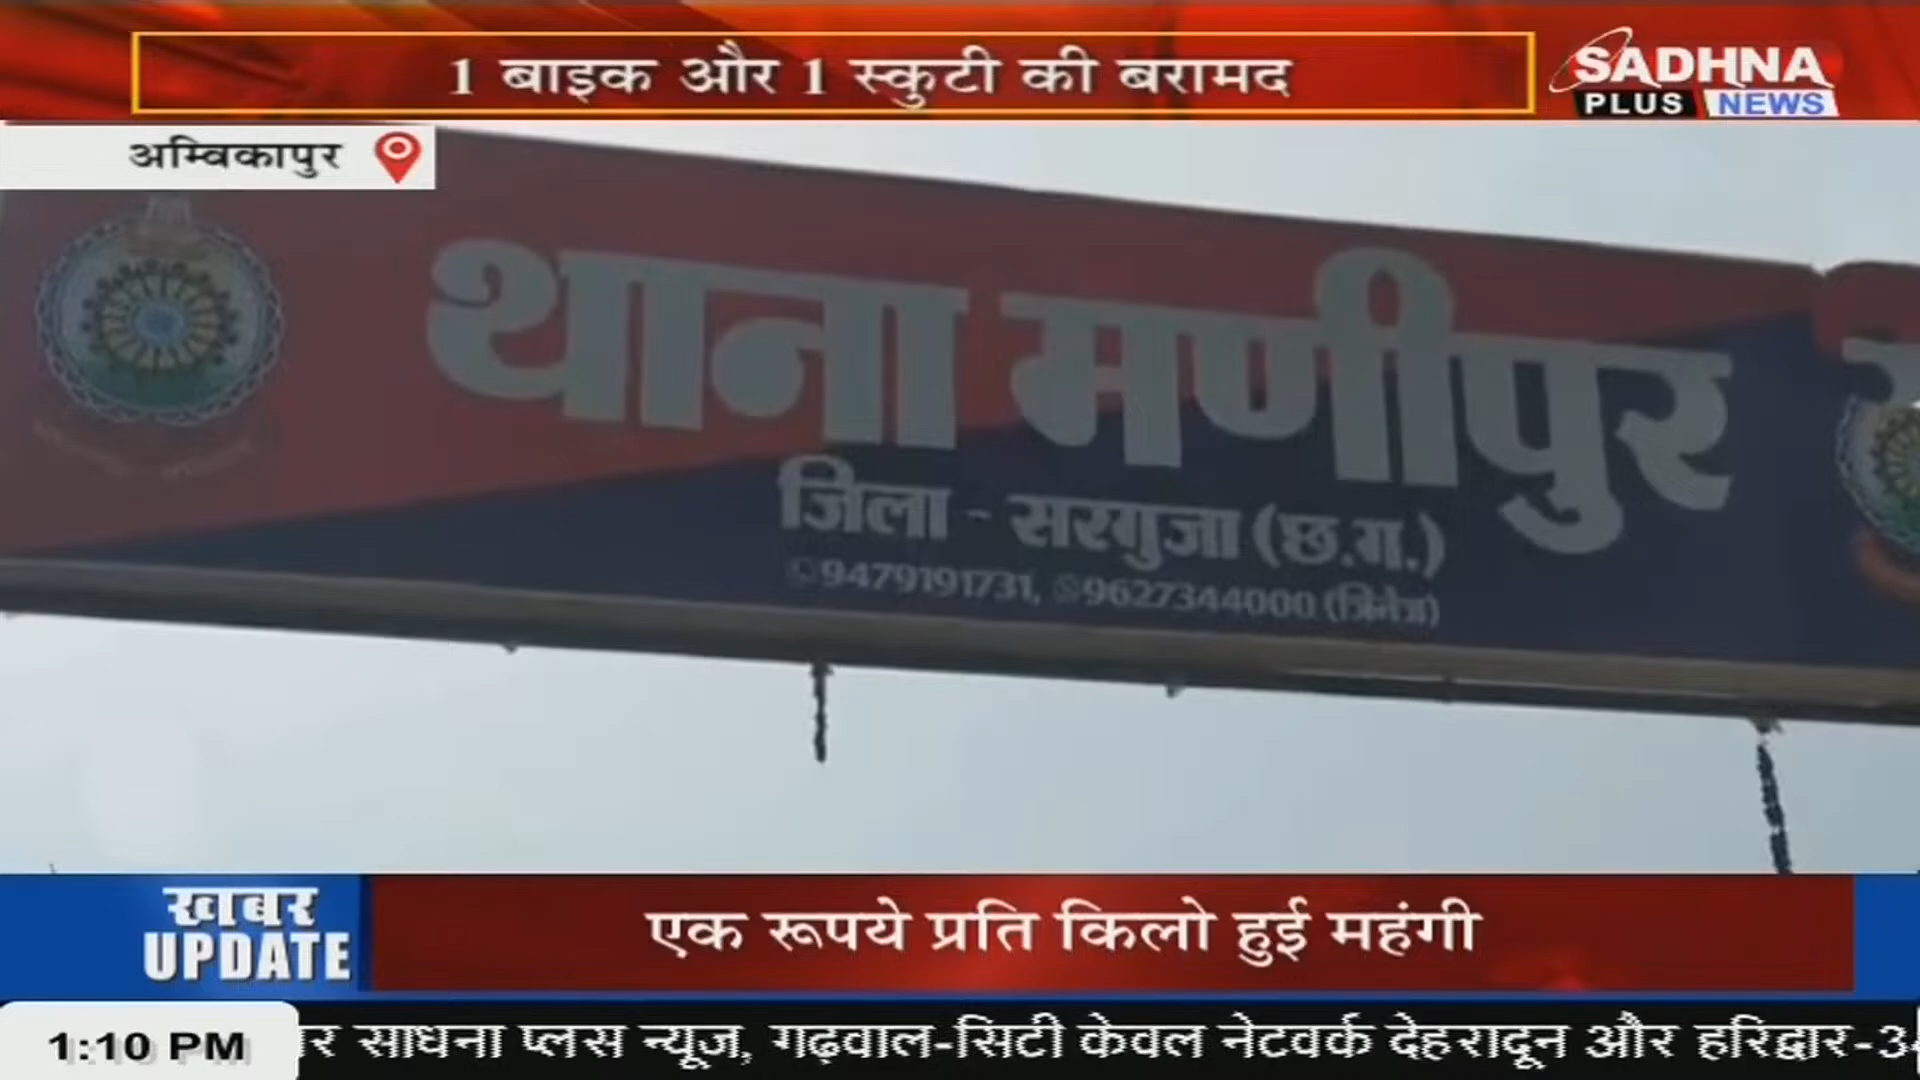 1 बाइक और 1 स्कुटी की बरामद
SADHNA
PLUS NEWS
अम्विकापुर
थाना मणीपुर
जिला - सरगुजा (छ.ग.)
9479191731, 9627344000 (त्रिनेत्र)
खबर
UPDATE
एक रूपये प्रति किलो हुई महंगी
1:10 PM
साधना प्लस न्यूज, गढ़वाल-सिटी केवल नेटवर्क देहरादून और हरिद्वार-34